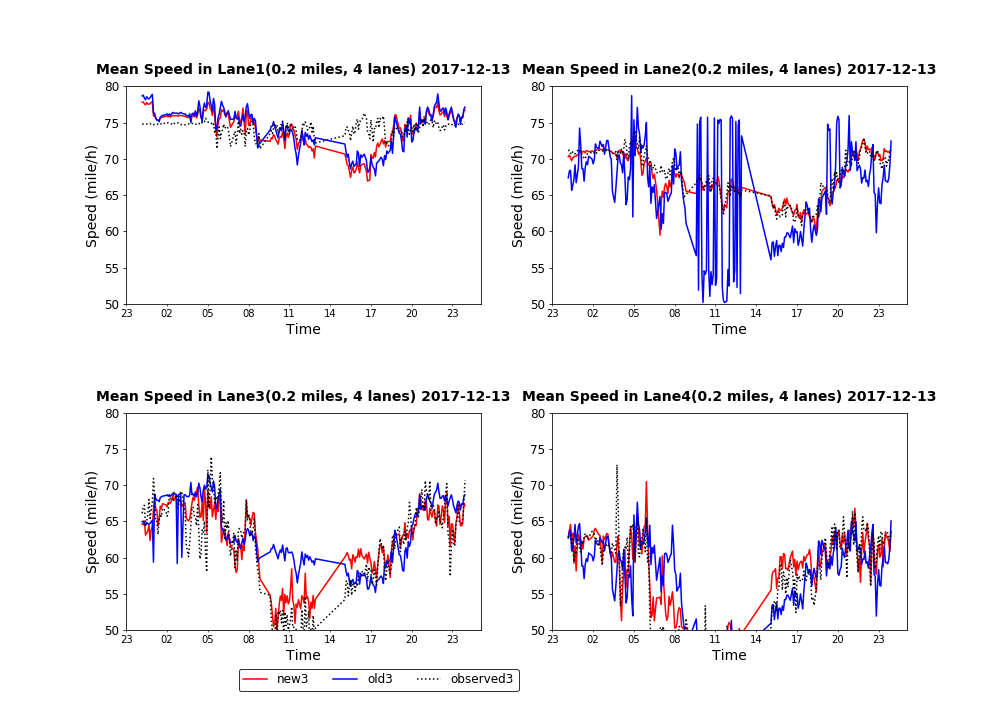 Mean Speed in Lane1(0.2 miles, 4 lanes) 2017-12-13
80
75
70
65
60
55
50
Speed (mile/h)
23 02 05 08 11 14 17 20 23
Time
Mean Speed in Lane2(0.2 miles, 4 lanes) 2017-12-13
80
75
70
65
60
55
50
Speed (mile/h)
23 02 05 08 11 14 17 20 23
Time
Mean Speed in Lane3(0.2 miles, 4 lanes) 2017-12-13
80
75
70
65
60
55
50
Speed (mile/h)
23 02 05 08 11 14 17 20 23
Time
Mean Speed in Lane4(0.2 miles, 4 lanes) 2017-12-13
80
75
70
65
60
55
50
Speed (mile/h)
23 02 05 08 11 14 17 20 23
Time
new3 old3 observed3